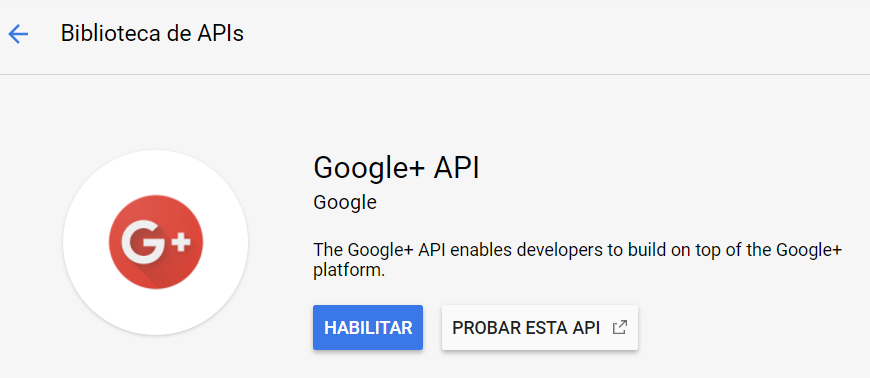 Biblioteca de APIs
G+
Google+ API
Google
The Google+ API enables developers to build on top of the Google+
platform.
HABILITAR
PROBAR ESTA API